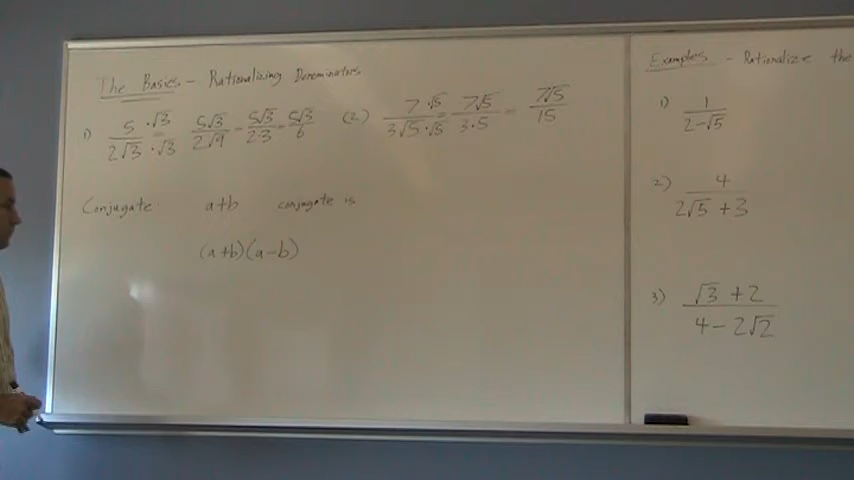 The Basics - Rationalizing Denominators
1) 5·√3 / 2√3·√3 = 5√3 / 2√9 = 5√3 / 2·3 = 5√3 / 6
(2.) 7·√5 / 3√5·√5 = 7√5 / 3·5 = 7√5 / 15
Conjugate a+b conjugate is
(a+b)(a-b)
Examples - Rationalize the
1) 1 / 2-√5
2) 4 / 2√5 +3
3) √3 +2 / 4-2√2